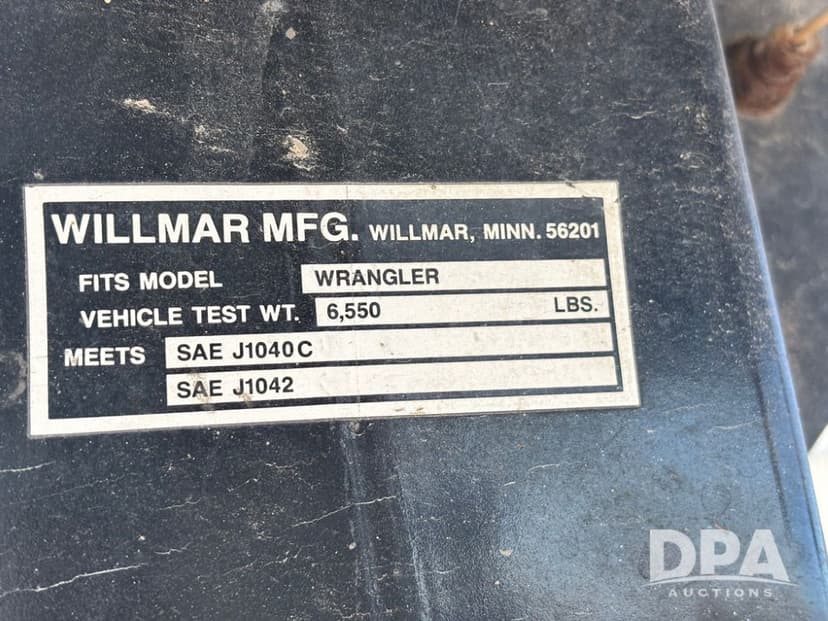 WILLMAR MFG. WILLMAR, MINN. 56201
FITS MODEL WRANGLER
VEHICLE TEST WT. 6,550 LBS.
MEETS SAE J1040C
SAE J1042
DPA
AUCTIONS